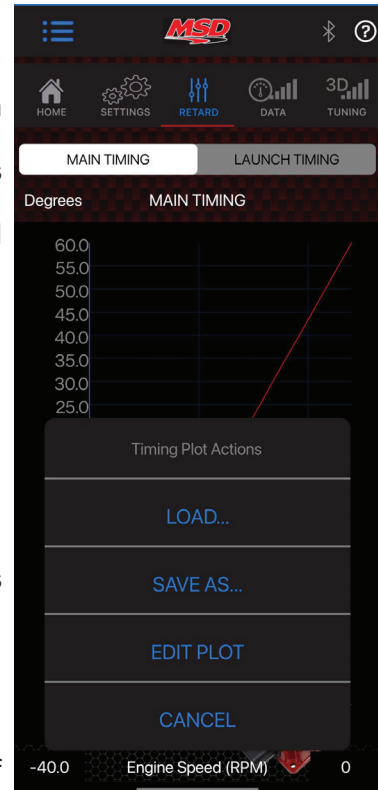 MSD
?
HOME SETTINGS RETARD DATA 3D TUNING
MAIN TIMING LAUNCH TIMING
Degrees MAIN TIMING
60.0
55.0
50.0
45.0
40.0
35.0
30.0
25.0
Timing Plot Actions
LOAD...
SAVE AS...
EDIT PLOT
CANCEL
-40.0 Engine Speed (RPM) 0